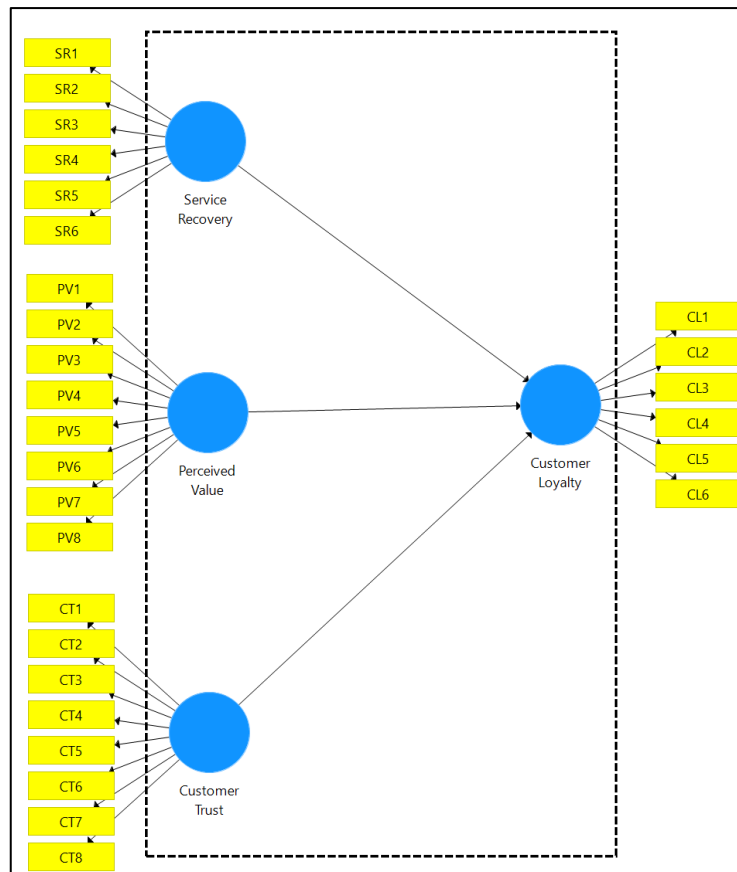 SR1
SR2
SR3
SR4
SR5
SR6
Service
Recovery
PV1
PV2
PV3
PV4
PV5
PV6
PV7
PV8
Perceived
Value
CT1
CT2
CT3
CT4
CT5
CT6
CT7
CT8
Customer
Trust
Customer
Loyalty
CL1
CL2
CL3
CL4
CL5
CL6